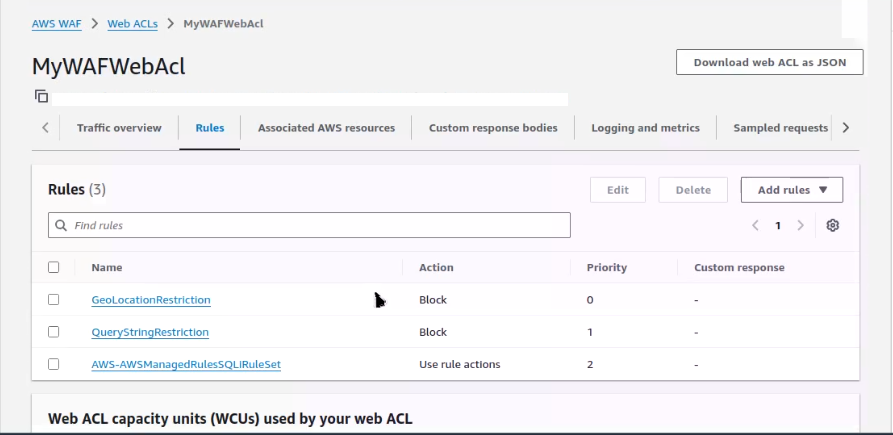 AWS WAF > Web ACLs > MyWAFWebAcl
MyWAFWebAcl
Download web ACL as JSON
Traffic overview Rules Associated AWS resources Custom response bodies Logging and metrics Sampled requests
Rules (3)
Edit Delete Add rules
Find rules
1
Name Action Priority Custom response
GeoLocationRestriction Block 0 -
QueryStringRestriction Block 1 -
AWS-AWSManagedRulesSQLiRuleSet Use rule actions 2 -
Web ACL capacity units (WCUs) used by your web ACL